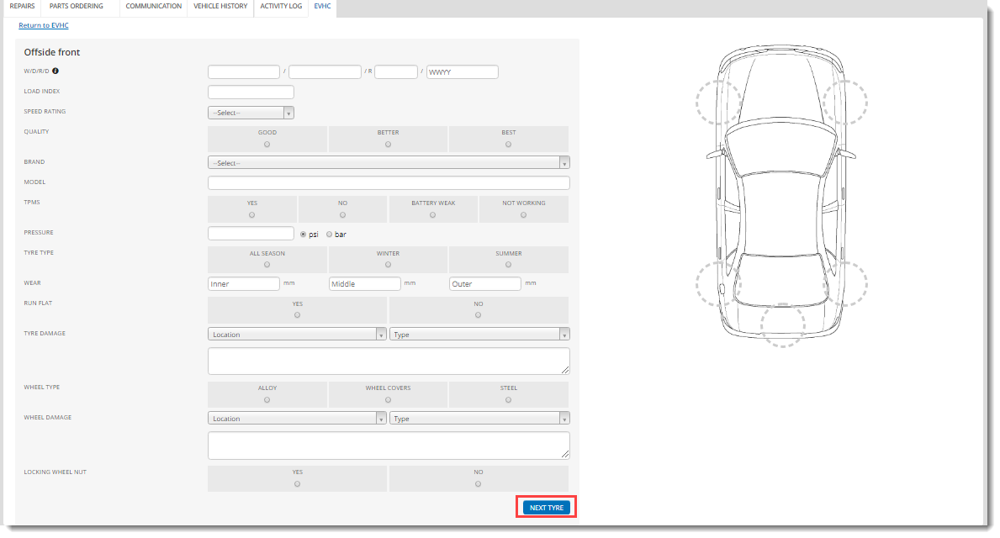 REPAIRS PARTS ORDERING COMMUNICATION VEHICLE HISTORY ACTIVITY LOG EVHC
Return to EVHC
Offside front
W/D/R/D i / / R / WWYY
LOAD INDEX
SPEED RATING --Select--
QUALITY GOOD BETTER BEST
BRAND --Select--
MODEL
TPMS YES NO BATTERY WEAK NOT WORKING
PRESSURE psi bar
TYRE TYPE ALL SEASON WINTER SUMMER
WEAR Inner mm Middle mm Outer mm
RUN FLAT YES NO
TYRE DAMAGE Location Type
WHEEL TYPE ALLOY WHEEL COVERS STEEL
WHEEL DAMAGE Location Type
LOCKING WHEEL NUT YES NO
NEXT TYRE